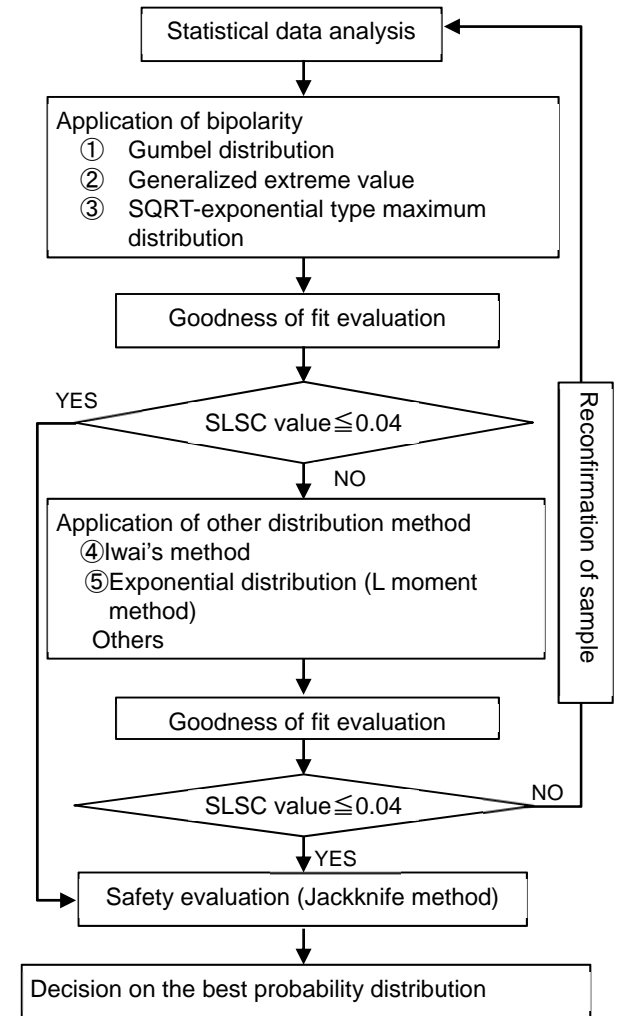 Statistical data analysis
Application of bipolarity
① Gumbel distribution
② Generalized extreme value
③ SQRT-exponential type maximum
distribution
Goodness of fit evaluation
YES
SLSC value≦0.04
NO
Application of other distribution method
④Iwai's method
⑤Exponential distribution (L moment
method)
Others
Reconfirmation of sample
Goodness of fit evaluation
SLSC value≦0.04
NO
YES
Safety evaluation (Jackknife method)
Decision on the best probability distribution